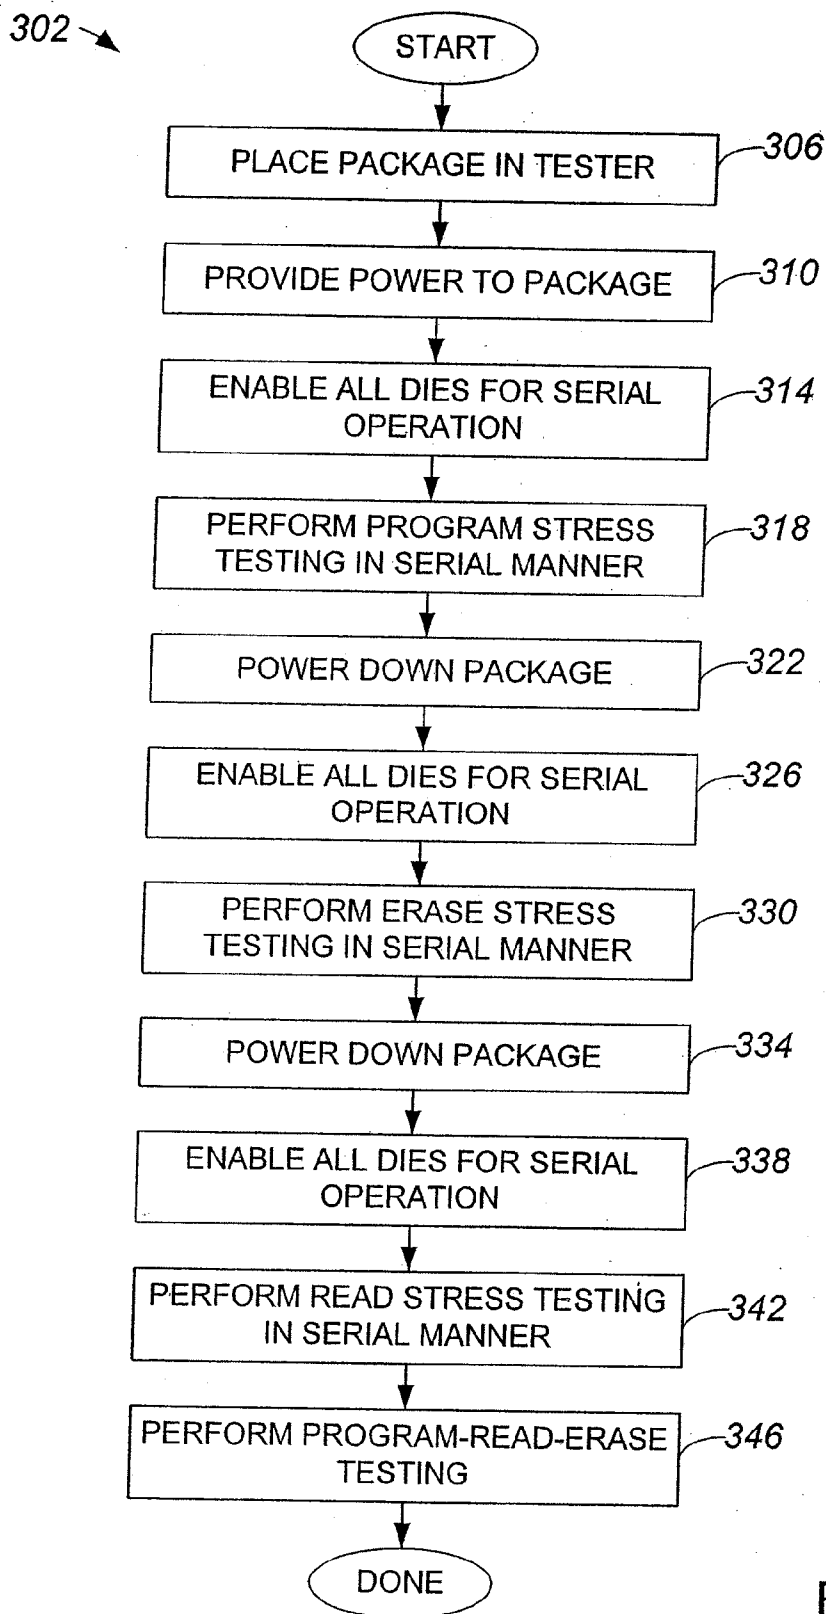 302
START
PLACE PACKAGE IN TESTER
306
PROVIDE POWER TO PACKAGE
310
ENABLE ALL DIES FOR SERIAL
OPERATION
314
PERFORM PROGRAM STRESS
TESTING IN SERIAL MANNER
318
POWER DOWN PACKAGE
322
ENABLE ALL DIES FOR SERIAL
OPERATION
326
PERFORM ERASE STRESS
TESTING IN SERIAL MANNER
330
POWER DOWN PACKAGE
334
ENABLE ALL DIES FOR SERIAL
OPERATION
338
PERFORM READ STRESS TESTING
IN SERIAL MANNER
342
PERFORM PROGRAM-READ-ERASE
TESTING
346
DONE